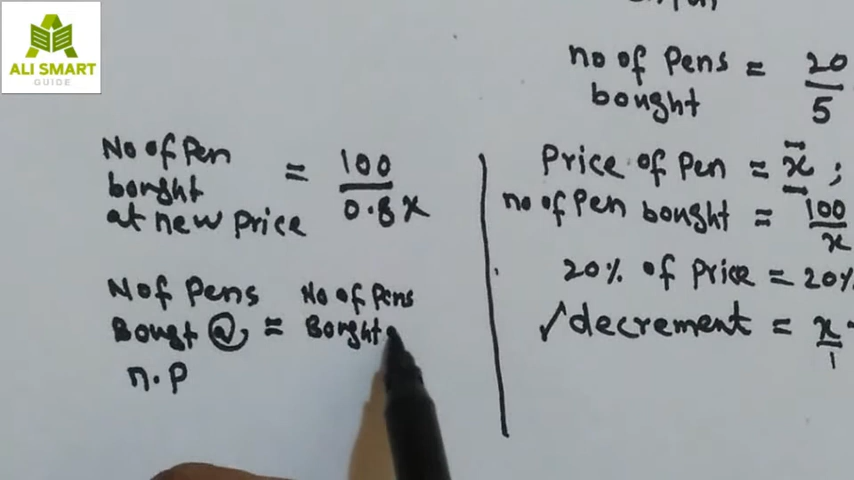 ALI SMART
GUIDE
No of Pen
bought
at new price
= 100
0.8x
N of Pens
Bougt @
n.p
= No of Pens
Bought
no of Pens
bought
= 20
5
Price of Pen = x ;
no of Pen bought = 100
x
20% of Price = 20%
✓decrement = x
1